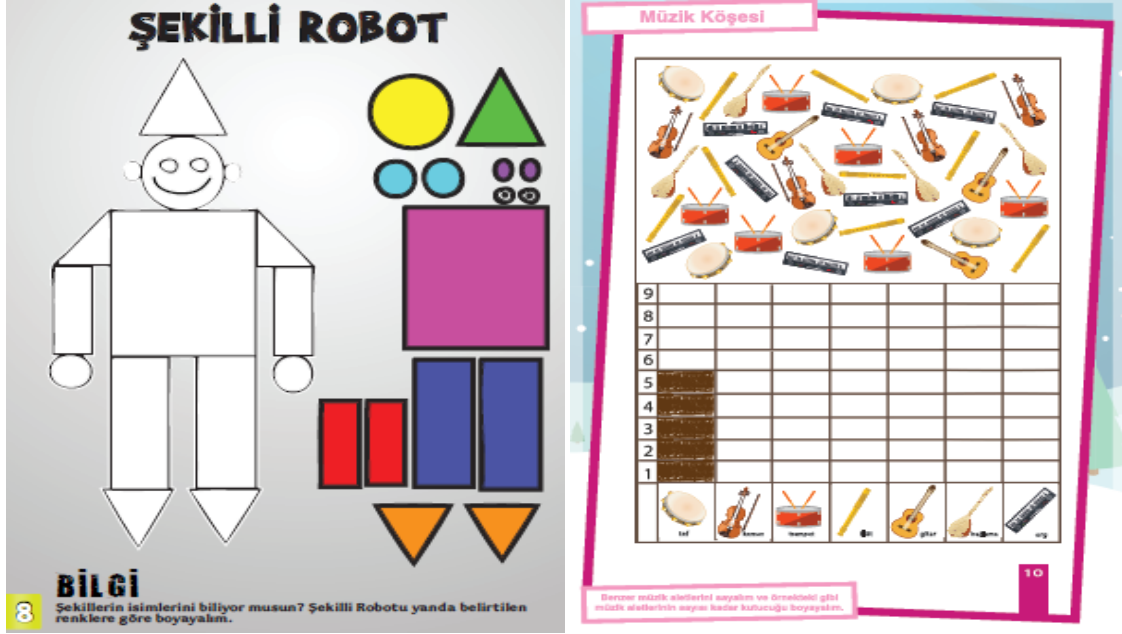 ŞEKİLLİ ROBOT
BİLGİ
8
Şekillerin isimlerini biliyor musun? Şekilli Robotu yanda belirtilen
renklere göre boyayalım.
Müzik Köşesi
9
8
7
6
5
4
3
2
1
tef keman trampet gitar org
10
Benzer müzik aletlerini sayalım ve örnekteki gibi
müzik aletlerinin sayısı kadar kutucuğu boyayalım.